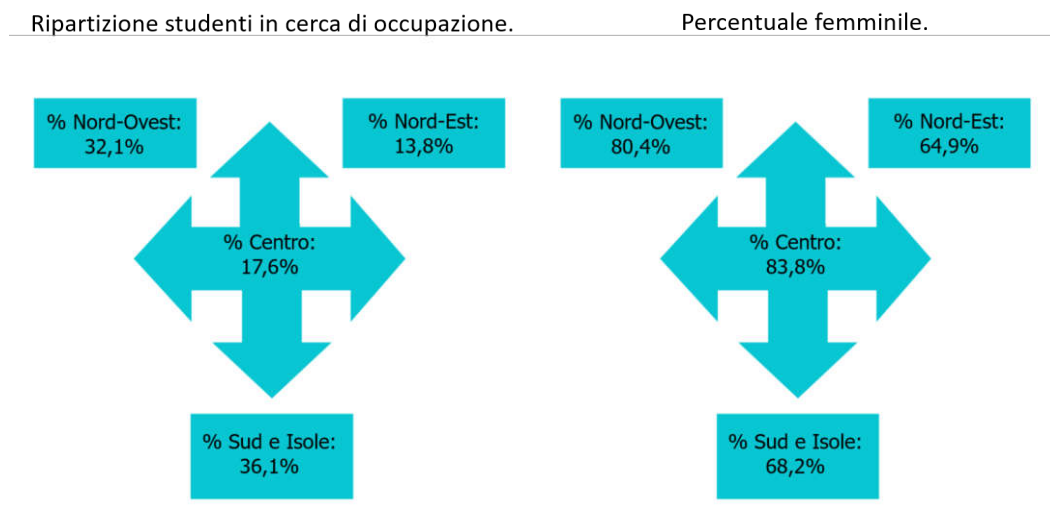 Ripartizione studenti in cerca di occupazione.
Percentuale femminile.
% Nord-Ovest:
32,1%
% Nord-Est:
13,8%
% Centro:
17,6%
% Sud e Isole:
36,1%
% Nord-Ovest:
80,4%
% Nord-Est:
64,9%
% Centro:
83,8%
% Sud e Isole:
68,2%